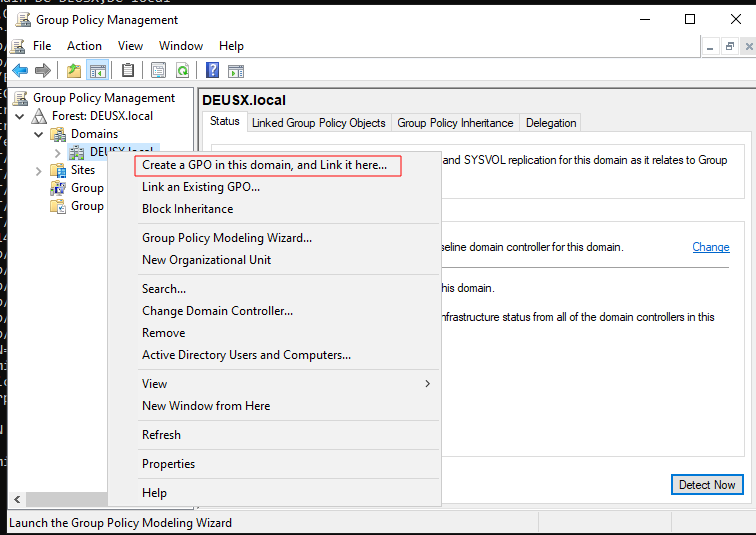 Group Policy Management
File Action View Window Help
Group Policy Management
Forest: DEUSX.local
Domains
DEUSX.local
Sites
Group
Group
DEUSX.local
Status Linked Group Policy Objects Group Policy Inheritance Delegation
and SYSVOL replication for this domain as it relates to Group
eline domain controller for this domain. Change
his domain.
frastructure status from all of the domain controllers in this
Detect Now
Create a GPO in this domain, and Link it here...
Link an Existing GPO...
Block Inheritance
Group Policy Modeling Wizard...
New Organizational Unit
Search...
Change Domain Controller...
Remove
Active Directory Users and Computers...
View
New Window from Here
Refresh
Properties
Help
Launch the Group Policy Modeling Wizard